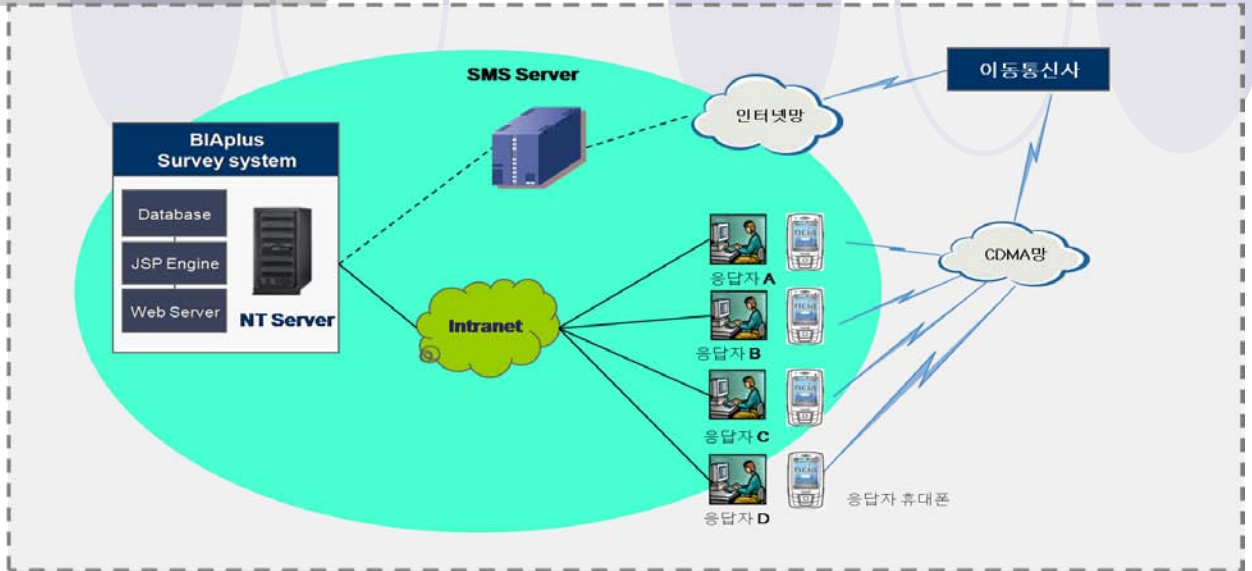 SMS Server
이동통신사
인터넷망
BIAplus
Survey system
Database
JSP Engine
Web Server
NT Server
Intranet
CDMA망
응답자 A
응답자 B
응답자 C
응답자 D
응답자 휴대폰